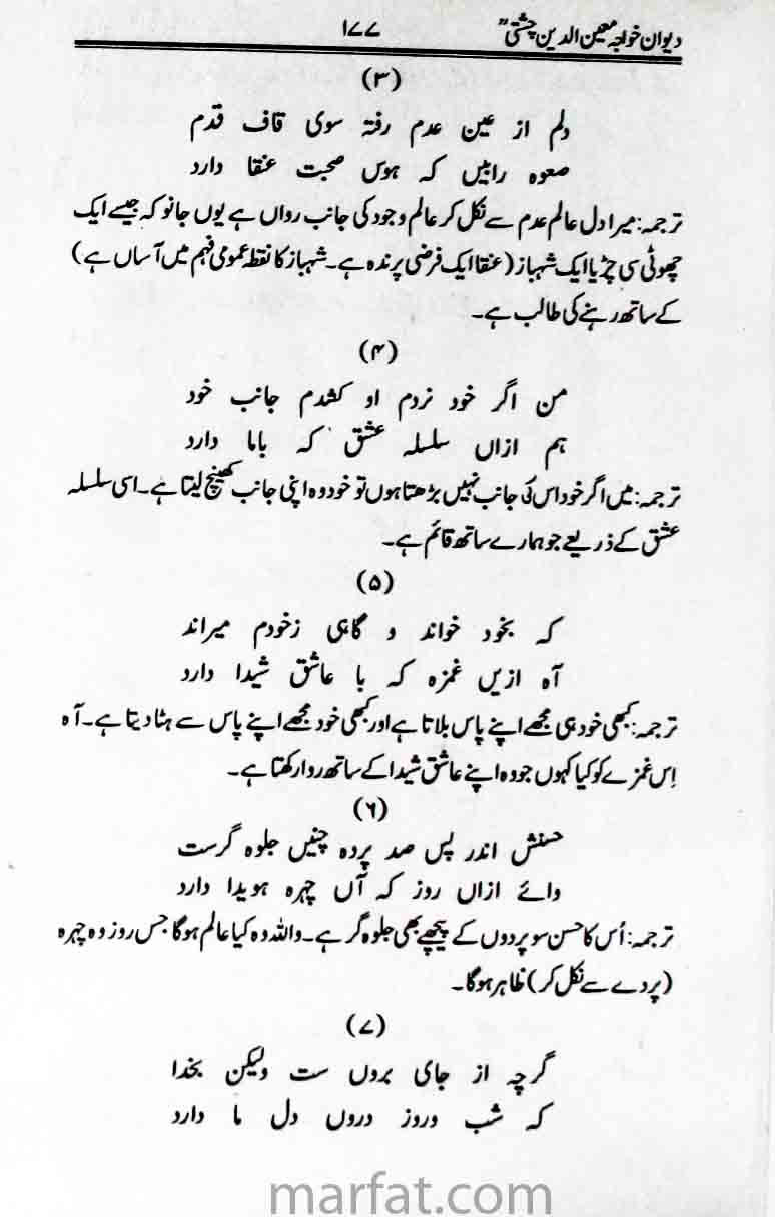 دیوان خواجہ معین الدین چشتیؒ ۱۷۷
(۳)
دلم از عین عدم رفتہ سوی قاف قدم
صعوہ رابیں کہ ہوس صحبت عنقا دارد
ترجمہ: میرا دل عالم عدم سے نکل کر عالم وجود کی جانب رواں ہے یوں جانو کہ جیسے ایک
چھوٹی سی چڑیا ایک شہباز (عنقا ایک فرضی پرندہ ہے۔ شہباز کا نقطہ عمومی فہم میں آساں ہے)
کے ساتھ رہنے کی طالب ہے۔
(۴)
من اگر خود نردم او کشدم جانب خود
ہم ازاں سلسلہ عشق کہ باما دارد
ترجمہ: میں اگر خود اس کی جانب نہیں بڑھتا ہوں تو خود وہ اپنی جانب کھینچ لیتا ہے۔ اسی سلسلہ
عشق کے ذریعے جو ہمارے ساتھ قائم ہے۔
(۵)
کہ بخود خواند و گاہی زخودم میراند
آہ ازیں غمزہ کہ با عاشق شیدا دارد
ترجمہ: کبھی خود ہی مجھے اپنے پاس بلاتا ہے اور کبھی خود مجھے اپنے پاس سے ہٹا دیتا ہے۔ آہ
اِس غمزے کو کیا کہوں جو وہ اپنے عاشق شیدا کے ساتھ روا رکھتا ہے۔
(۶)
حسنش اندر پس صد پردہ چنیں جلوہ گرست
وائے ازاں روز کہ آں چہرہ ہویدا دارد
ترجمہ: اُس کا حسن سو پردوں کے پیچھے بھی جلوہ گر ہے۔ واللہ وہ کیا عالم ہوگا جس روز وہ چہرہ
(پردے سے نکل کر) ظاہر ہوگا۔
(۷)
گرچہ از جای بروں ست ولیکن بخدا
کہ شب وروز دروں دل ما دارد
marfat.com